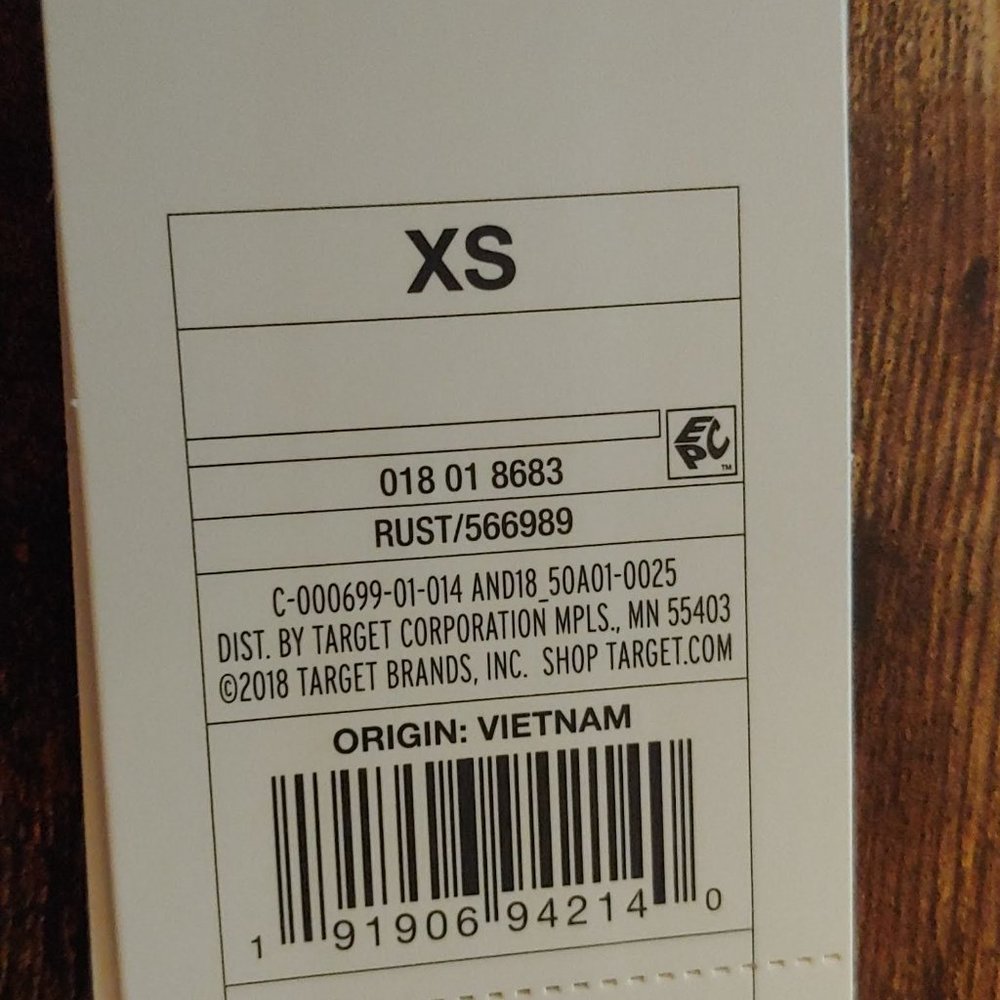 XS
EPC™
018 01 8683
RUST/566989
C-000699-01-014 AND18_50A01-0025
DIST. BY TARGET CORPORATION MPLS., MN 55403
©2018 TARGET BRANDS, INC. SHOP TARGET.COM
ORIGIN: VIETNAM
1 91906 94214 0